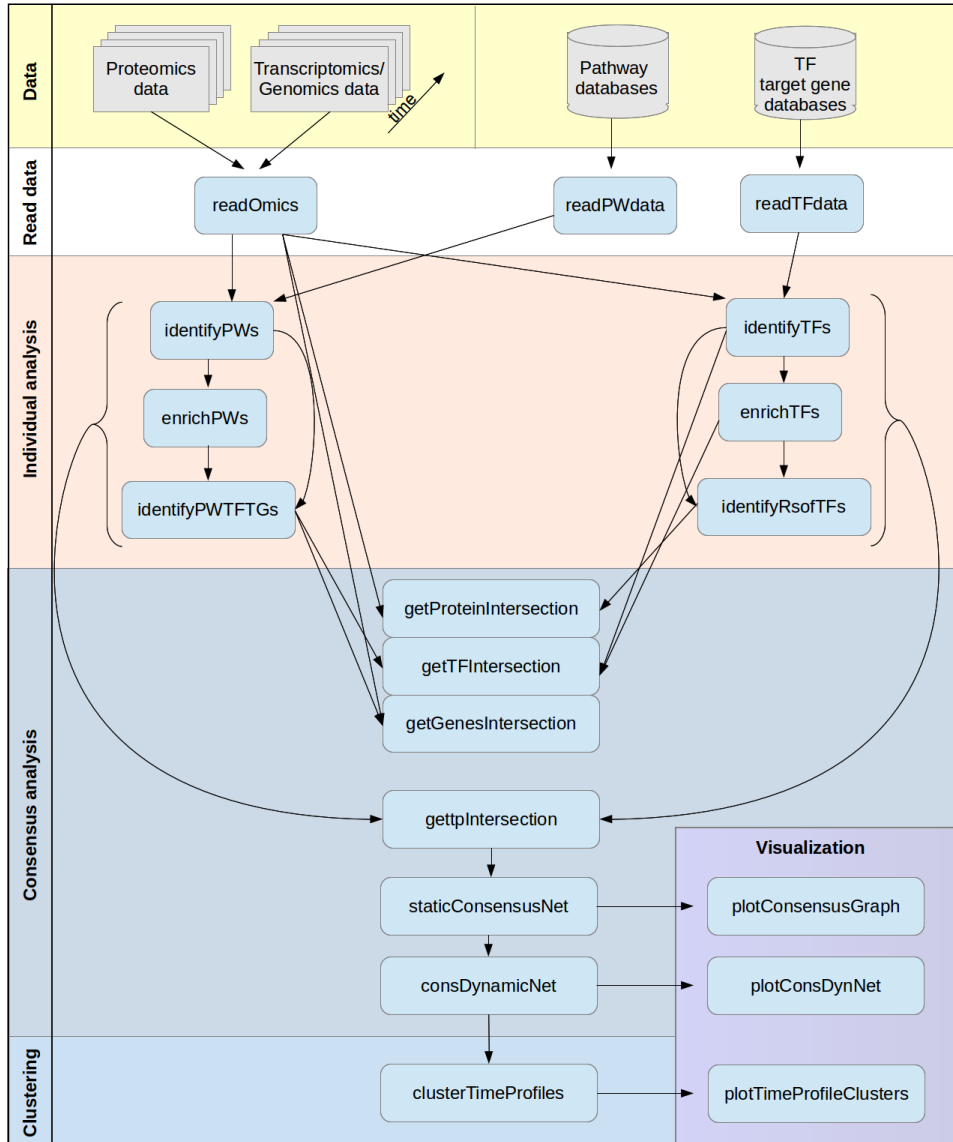 Data
Proteomics
data
Transcriptomics/
Genomics data
time
Pathway
databases
TF
target gene
databases
Read data
readOmics
readPWdata
readTFdata
Individual analysis
identifyPWs
identifyTFs
enrichPWs
enrichTFs
identifyPWTFTGs
identifyRsofTFs
Consensus analysis
getProteinIntersection
getTFIntersection
getGenesIntersection
gettpIntersection
Visualization
staticConsensusNet
plotConsensusGraph
consDynamicNet
plotConsDynNet
Clustering
clusterTimeProfiles
plotTimeProfileClusters